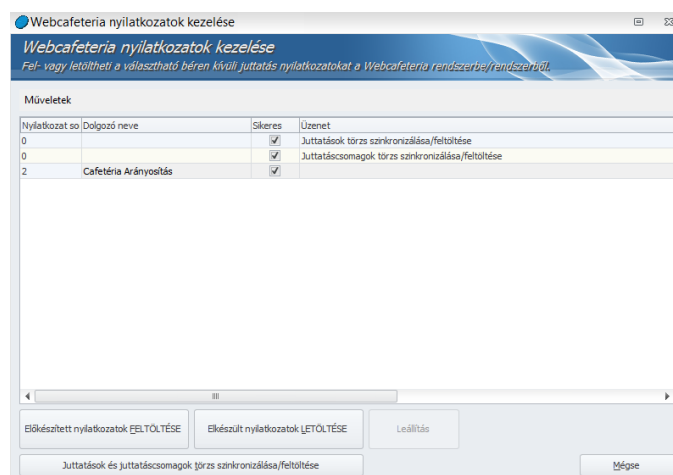 Webcafeteria nyilatkozatok kezelése
Webcafeteria nyilatkozatok kezelése
Fel- vagy letöltheti a választható béren kívüli juttatás nyilatkozatokat a Webcafeteria rendszerbe/rendszerből.
Műveletek
Nyilatkozat so Dolgozó neve Sikeres Üzenet
0 Juttatások törzs szinkronizálása/feltöltése
0 Juttatáscsomagok törzs szinkronizálása/feltöltése
2 Cafetéria Arányosítás
Előkészített nyilatkozatok FELTÖLTÉSE Elkészült nyilatkozatok LETÖLTÉSE Leállítás
Juttatások és juttatáscsomagok törzs szinkronizálása/feltöltése Mégse